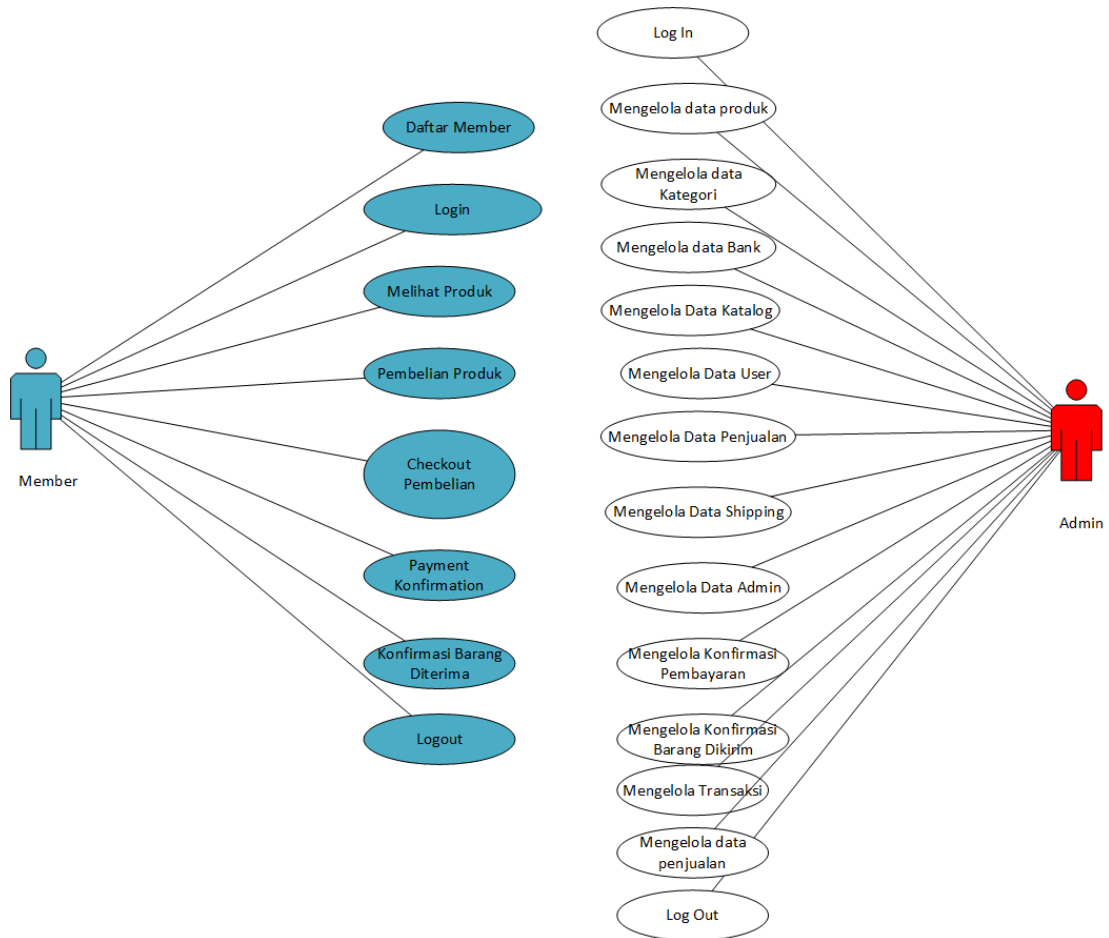 Daftar Member
Login
Melihat Produk
Pembelian Produk
Checkout
Pembelian
Payment
Konfirmation
Konfirmasi Barang
Diterima
Logout
Member
Log In
Mengelola data produk
Mengelola data
Kategori
Mengelola data Bank
Mengelola Data Katalog
Mengelola Data User
Mengelola Data Penjualan
Mengelola Data Shipping
Mengelola Data Admin
Mengelola Konfirmasi
Pembayaran
Mengelola Konfirmasi
Barang Dikirim
Mengelola Transaksi
Mengelola data
penjualan
Log Out
Admin